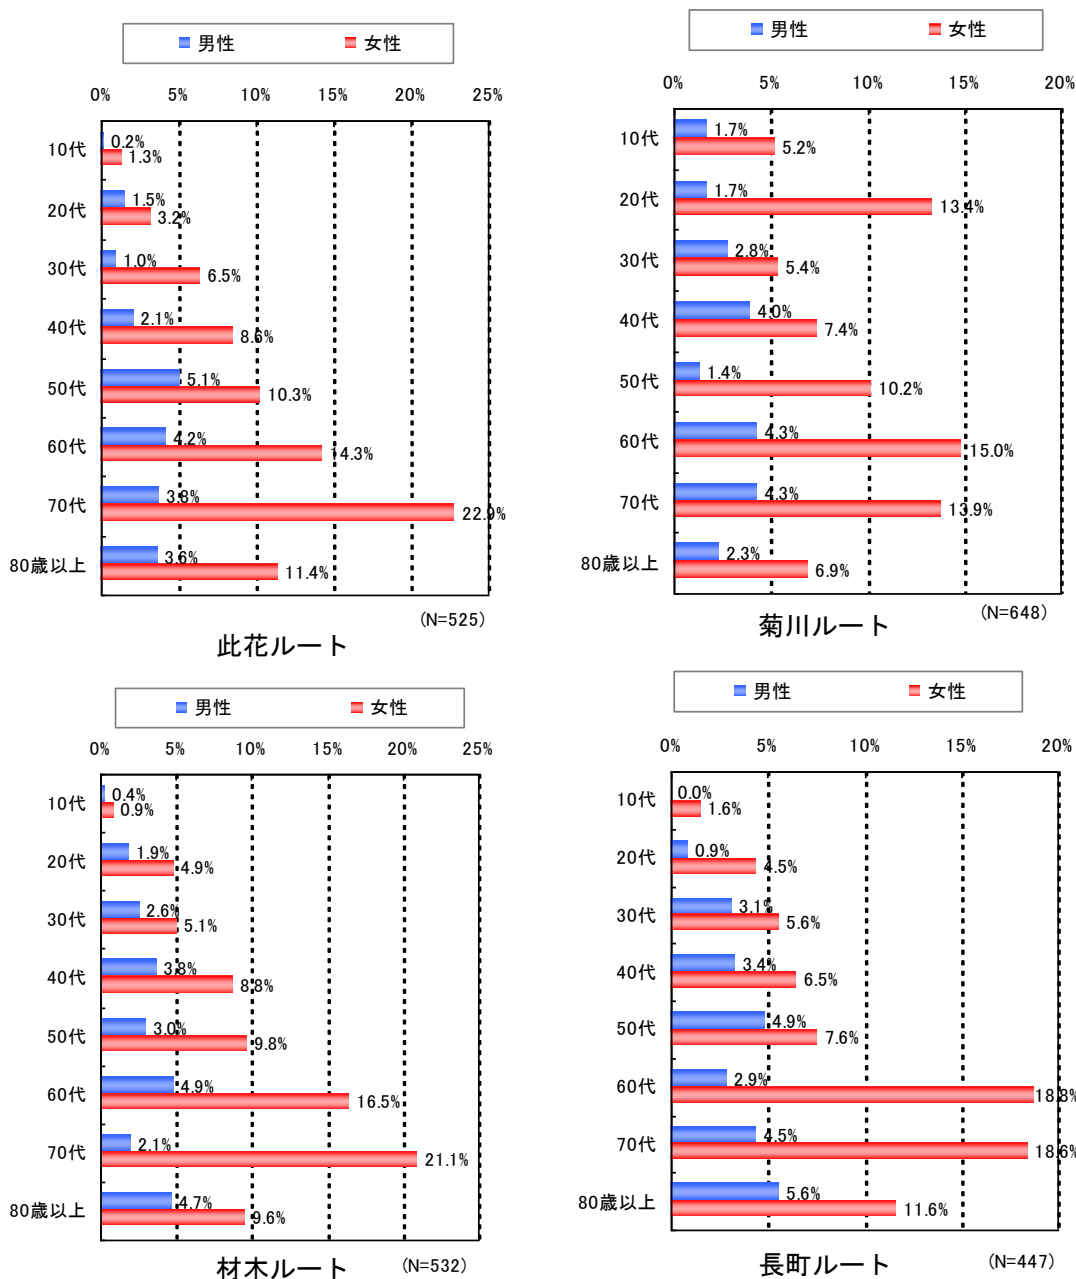 男性 女性
0% 5% 10% 15% 20% 25%
10代 0.2% 1.3%
20代 1.5% 3.2%
30代 1.0% 6.5%
40代 2.1% 8.6%
50代 5.1% 10.3%
60代 4.2% 14.3%
70代 3.8% 22.9%
80歳以上 3.6% 11.4%
(N=525)
此花ルート
男性 女性
0% 5% 10% 15% 20%
10代 1.7% 5.2%
20代 1.7% 13.4%
30代 2.8% 5.4%
40代 4.0% 7.4%
50代 1.4% 10.2%
60代 4.3% 15.0%
70代 4.3% 13.9%
80歳以上 2.3% 6.9%
(N=648)
菊川ルート
男性 女性
0% 5% 10% 15% 20% 25%
10代 0.4% 0.9%
20代 1.9% 4.9%
30代 2.6% 5.1%
40代 3.8% 8.8%
50代 3.0% 9.8%
60代 4.9% 16.5%
70代 2.1% 21.1%
80歳以上 4.7% 9.6%
材木ルート (N=532)
男性 女性
0% 5% 10% 15% 20%
10代 0.0% 1.6%
20代 0.9% 4.5%
30代 3.1% 5.6%
40代 3.4% 6.5%
50代 4.9% 7.6%
60代 2.9% 18.8%
70代 4.5% 18.6%
80歳以上 5.6% 11.6%
長町ルート (N=447)